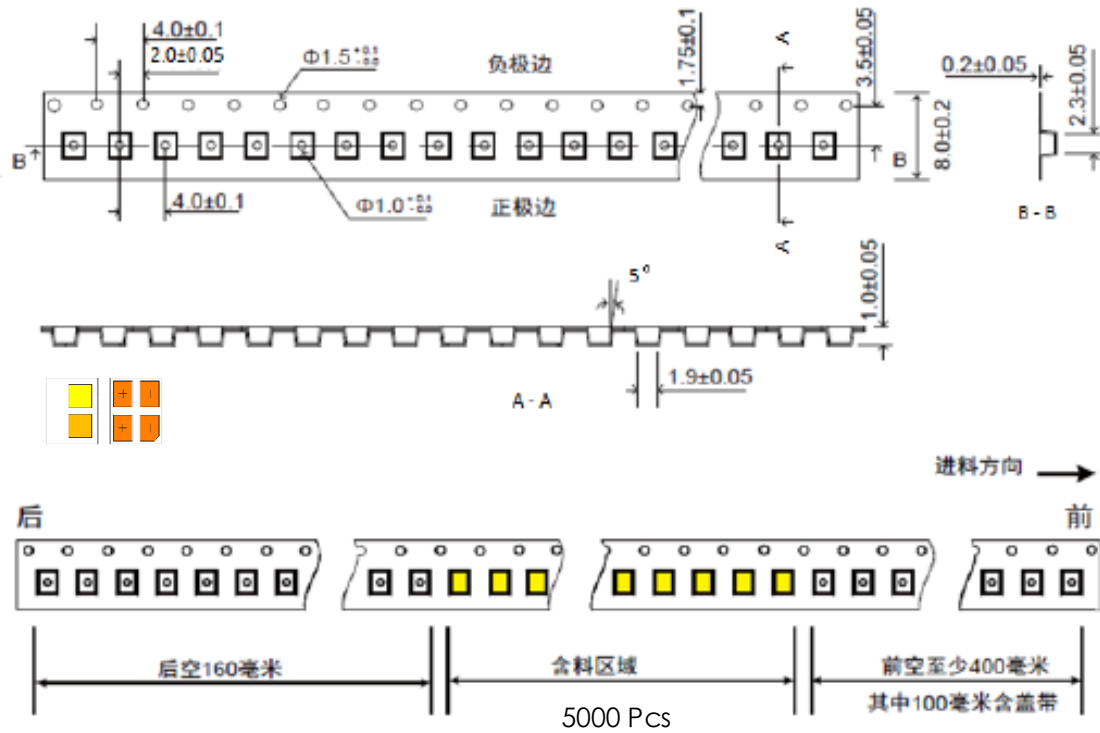 4.0±0.1
2.0±0.05
Φ1.5
负极边
1.75±0.1
A
3.5±0.05
0.2±0.05
2.3±0.05
B
B
8.0±0.2
4.0±0.1
Φ1.0
正极边
A
B - B
5°
1.0±0.05
1.9±0.05
A - A
+ -
+ -
进料方向
后
前
后空160毫米
含料区域
前空至少400毫米
其中100毫米含盖带
5000 Pcs